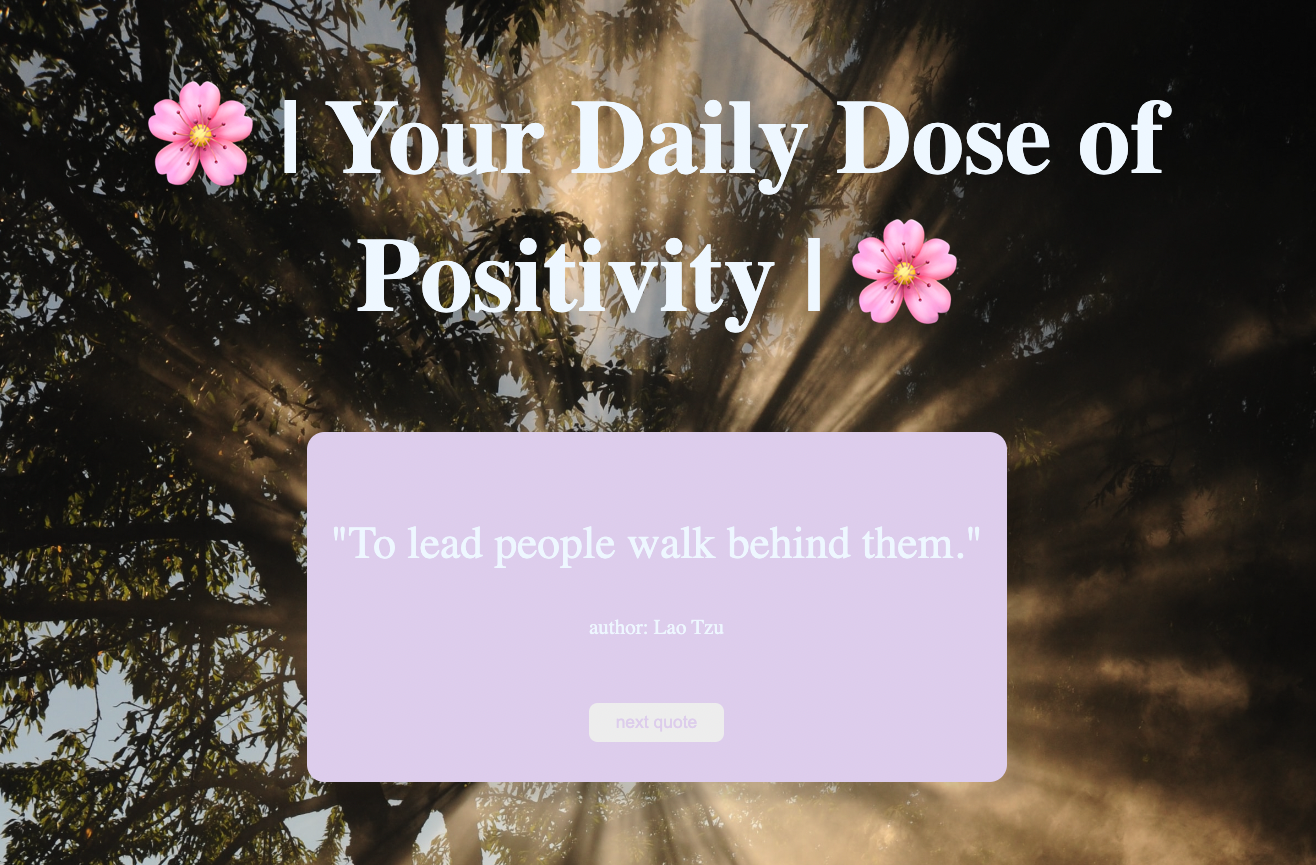 🌸| Your Daily Dose of
Positivity | 🌸
"To lead people walk behind them."
author: Lao Tzu
next quote